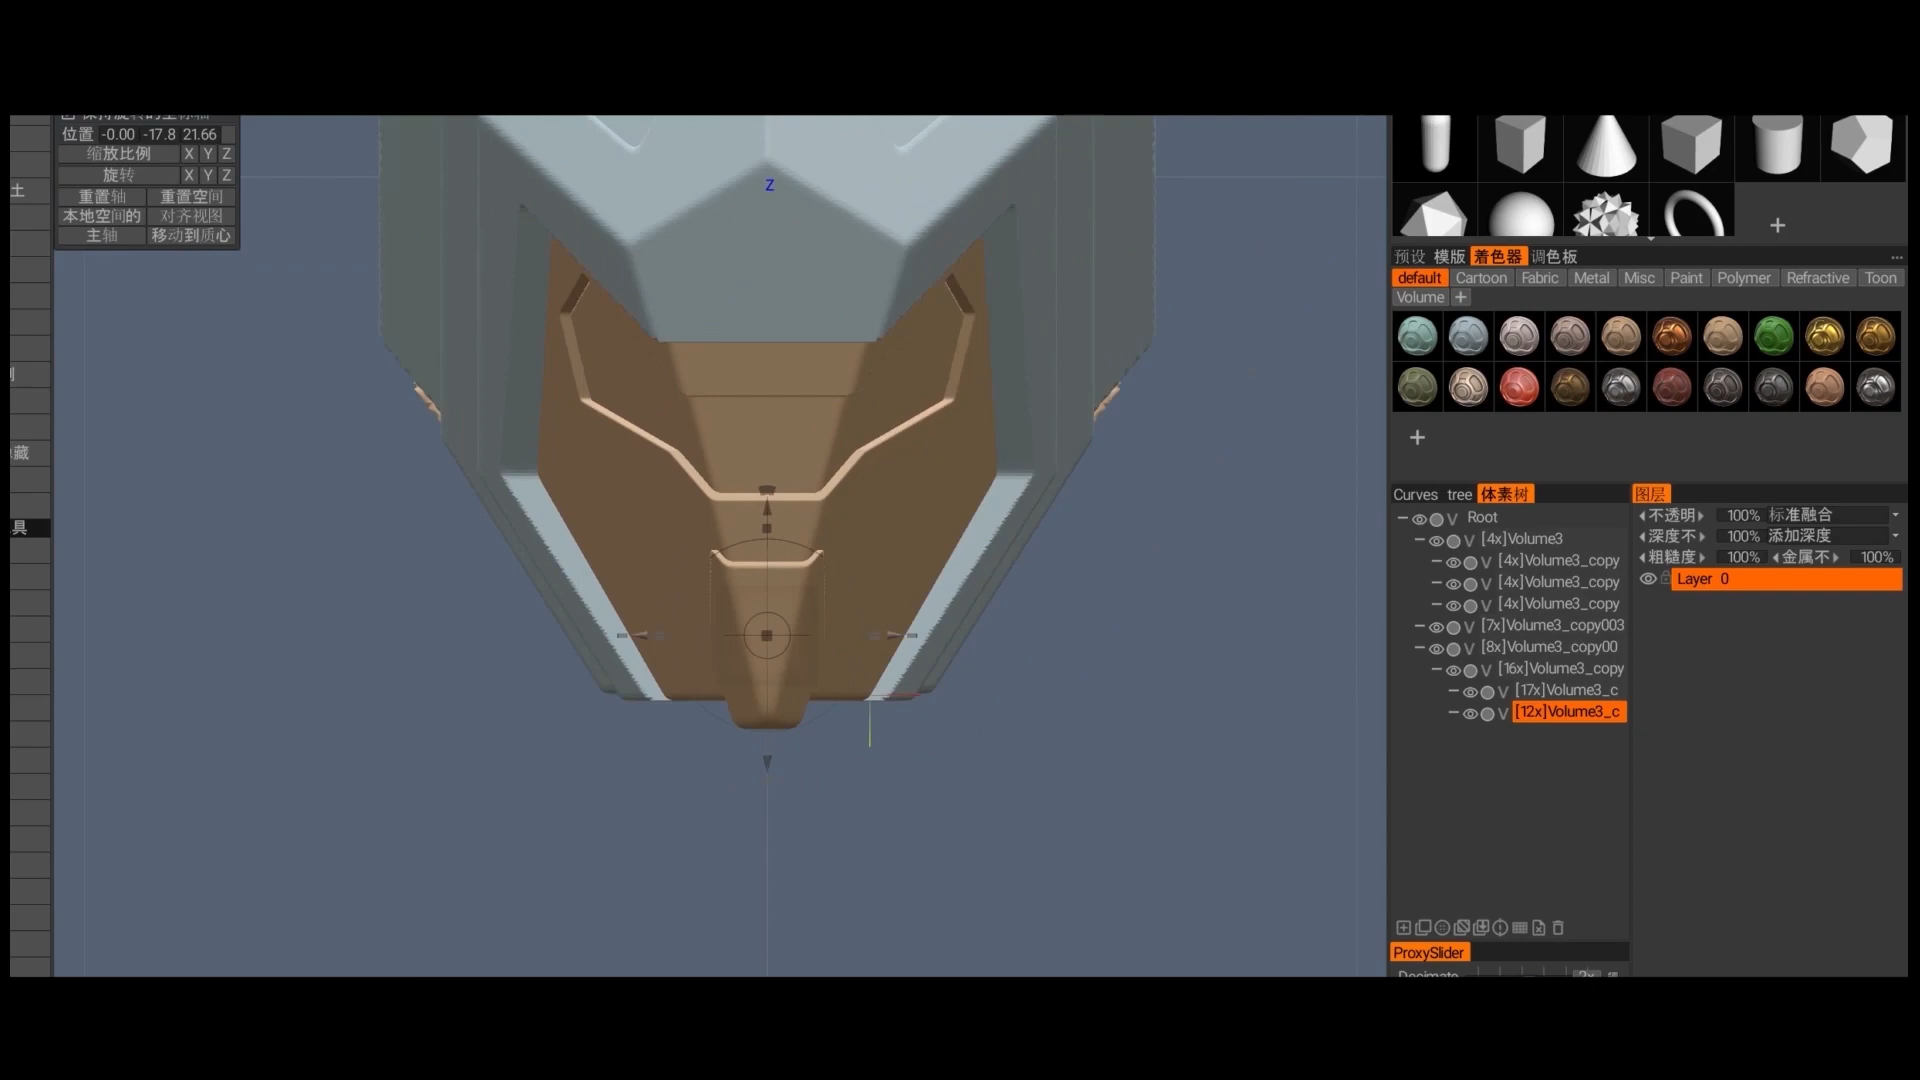 位置 -0.00 -17.8 21.66
缩放比例 X Y Z
旋转 X Y Z
重置轴 重置空间
本地空间的 对齐视图
主轴 移动到质心
土
藏
具
Z
预设 模版 着色器 调色板
default Cartoon Fabric Metal Misc Paint Polymer Refractive Toon
Volume +
Curves tree 体素树
V Root
V [4x]Volume3
V [4x]Volume3_copy
V [4x]Volume3_copy
V [4x]Volume3_copy
V [7x]Volume3_copy003
V [8x]Volume3_copy00
V [16x]Volume3_copy
V [17x]Volume3_c
V [12x]Volume3_c
图层
不透明 100% 标准融合
深度不 100% 添加深度
粗糙度 100% 金属不 100%
Layer 0
ProxySlider
Decimate 2x